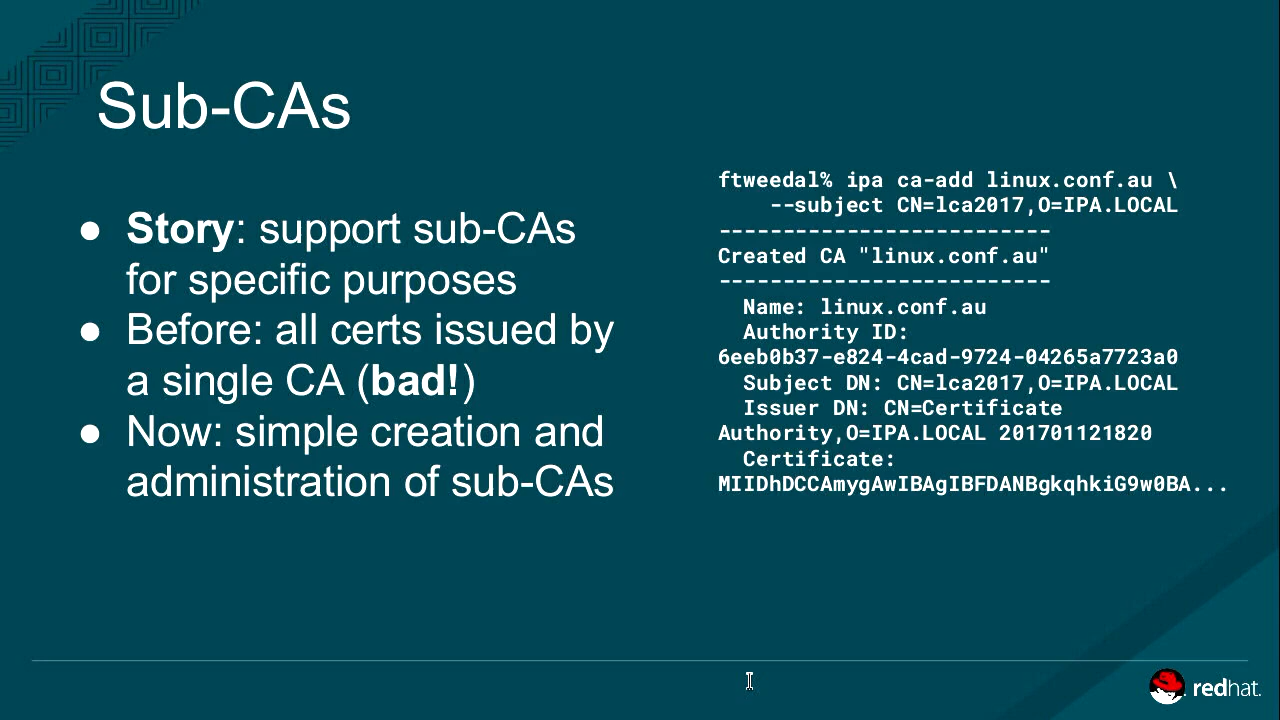 Sub-CAs
● Story: support sub-CAs
for specific purposes
● Before: all certs issued by
a single CA (bad!)
● Now: simple creation and
administration of sub-CAs
ftweedal% ipa ca-add linux.conf.au \
--subject CN=lca2017,O=IPA.LOCAL
--------------------------
Created CA "linux.conf.au"
--------------------------
Name: linux.conf.au
Authority ID:
6eeb0b37-e824-4cad-9724-04265a7723a0
Subject DN: CN=lca2017,O=IPA.LOCAL
Issuer DN: CN=Certificate
Authority,O=IPA.LOCAL 201701121820
Certificate:
MIIDhDCCAmygAwIBAgIBFDANBgkqhkiG9w0BA...
redhat.